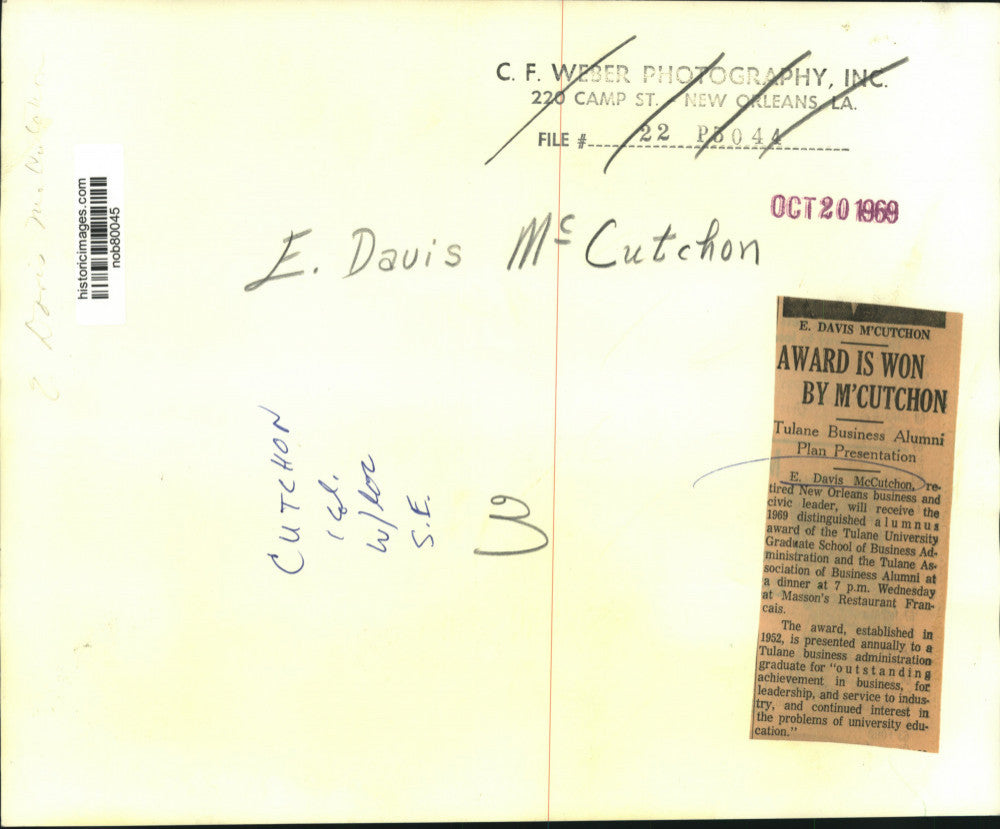 C. F. WEBER PHOTOGRAPHY, INC.
220 CAMP ST. - NEW ORLEANS, LA.
FILE # 22 P5044
OCT 20 1969
historicimages.com
nob80045
E. Davis McCutchon
CUTCHON
1 Col.
S.E.
E. DAVIS M'CUTCHON
AWARD IS WON
BY M'CUTCHON
Tulane Business Alumni
Plan Presentation
E. Davis McCutchon, re-
tired New Orleans business and
civic leader, will receive the
1969 distinguished alumnus
award of the Tulane University
Graduate School of Business Ad-
ministration and the Tulane As-
sociation of Business Alumni at
a dinner at 7 p.m. Wednesday
at Masson's Restaurant Fran-
cais.
The award, established in
1952, is presented annually to a
Tulane business administration
graduate for "outstanding
achievement in business, for
leadership, and service to indus-
try, and continued interest in
the problems of university edu-
cation."